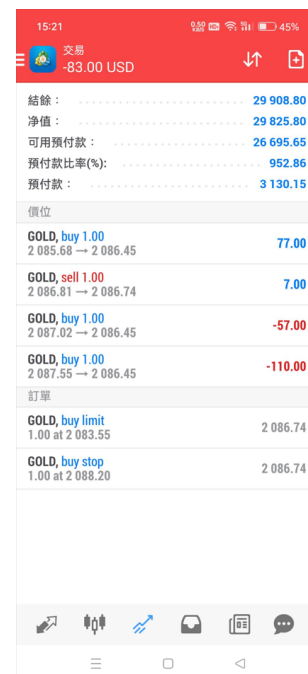 15:21 0.50 KB/S HD 5G 45%
交易
-83.00 USD
結餘： 29 908.80
净值： 29 825.80
可用預付款： 26 695.65
預付款比率(%): 952.86
預付款： 3 130.15
價位
GOLD, buy 1.00
2 085.68 → 2 086.45 77.00
GOLD, sell 1.00
2 086.81 → 2 086.74 7.00
GOLD, buy 1.00
2 087.02 → 2 086.45 -57.00
GOLD, buy 1.00
2 087.55 → 2 086.45 -110.00
訂單
GOLD, buy limit
1.00 at 2 083.55 2 086.74
GOLD, buy stop
1.00 at 2 088.20 2 086.74